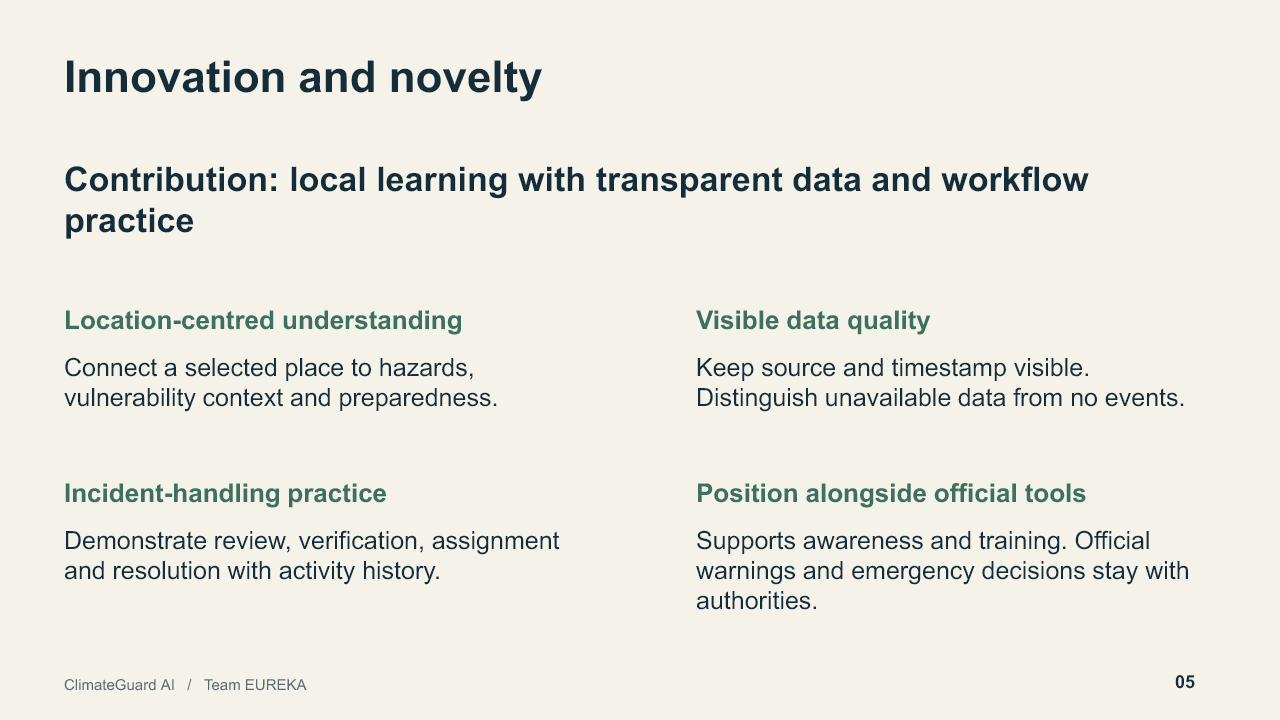 Innovation and novelty
Contribution: local learning with transparent data and workflow
practice
Location-centred understanding
Connect a selected place to hazards,
vulnerability context and preparedness.
Visible data quality
Keep source and timestamp visible.
Distinguish unavailable data from no events.
Incident-handling practice
Demonstrate review, verification, assignment
and resolution with activity history.
Position alongside official tools
Supports awareness and training. Official
warnings and emergency decisions stay with
authorities.
ClimateGuard AI / Team EUREKA
05